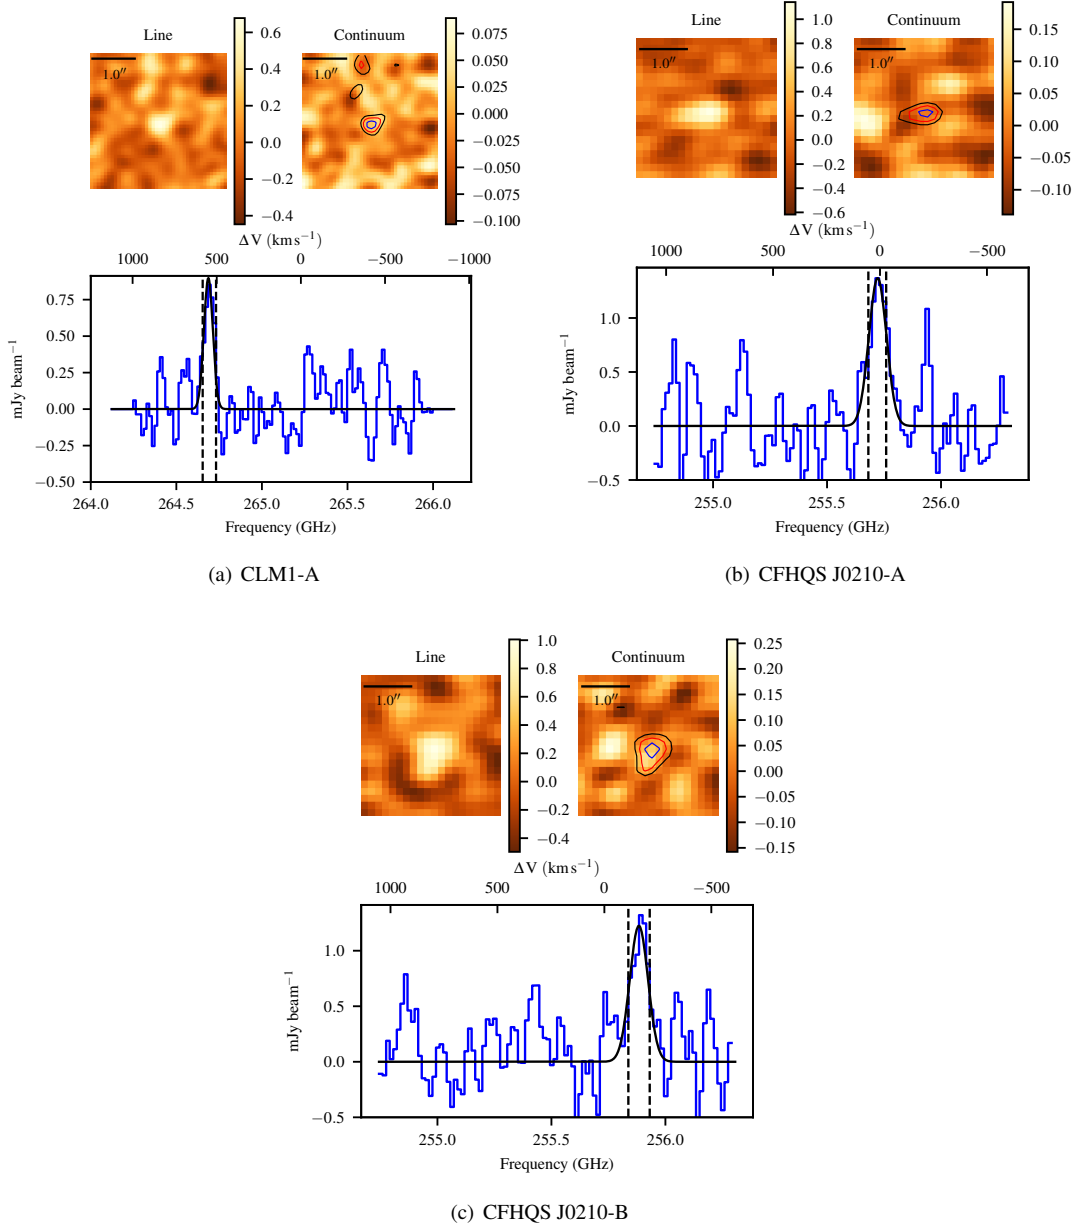 Line
Continuum
1.0″
1.0″
0.6
0.4
0.2
0.0
−0.2
−0.4
0.075
0.050
0.025
0.000
−0.025
−0.050
−0.075
−0.100
ΔV (km s⁻¹)
1000 500 0 −500 −1000
mJy beam⁻¹
0.75
0.50
0.25
0.00
−0.25
−0.50
264.0 264.5 265.0 265.5 266.0
Frequency (GHz)
(a) CLM1-A
Line
Continuum
1.0″
1.0″
1.0
0.8
0.6
0.4
0.2
0.0
−0.2
−0.4
−0.6
0.15
0.10
0.05
0.00
−0.05
−0.10
ΔV (km s⁻¹)
1000 500 0 −500
mJy beam⁻¹
1.0
0.5
0.0
−0.5
255.0 255.5 256.0
Frequency (GHz)
(b) CFHQS J0210-A
Line
Continuum
1.0″
1.0″
1.0
0.8
0.6
0.4
0.2
0.0
−0.2
−0.4
0.25
0.20
0.15
0.10
0.05
0.00
−0.05
−0.10
−0.15
ΔV (km s⁻¹)
1000 500 0 −500
mJy beam⁻¹
1.0
0.5
0.0
−0.5
255.0 255.5 256.0
Frequency (GHz)
(c) CFHQS J0210-B